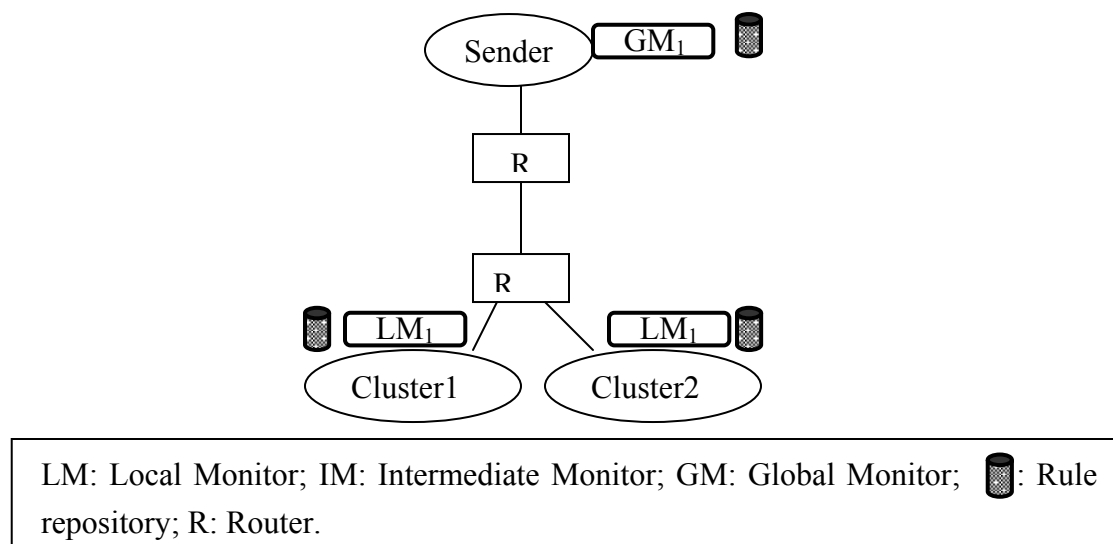 Sender
GM₁
R
R
LM₁
LM₁
Cluster1
Cluster2
LM: Local Monitor; IM: Intermediate Monitor; GM: Global Monitor; : Rule
repository; R: Router.